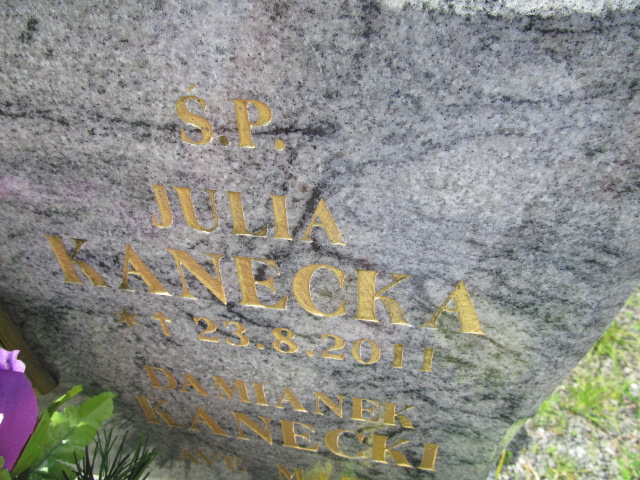 Ś.P.
JULIA
KANECKA
* † 23.8.2011
DAMIANEK
KANECKI